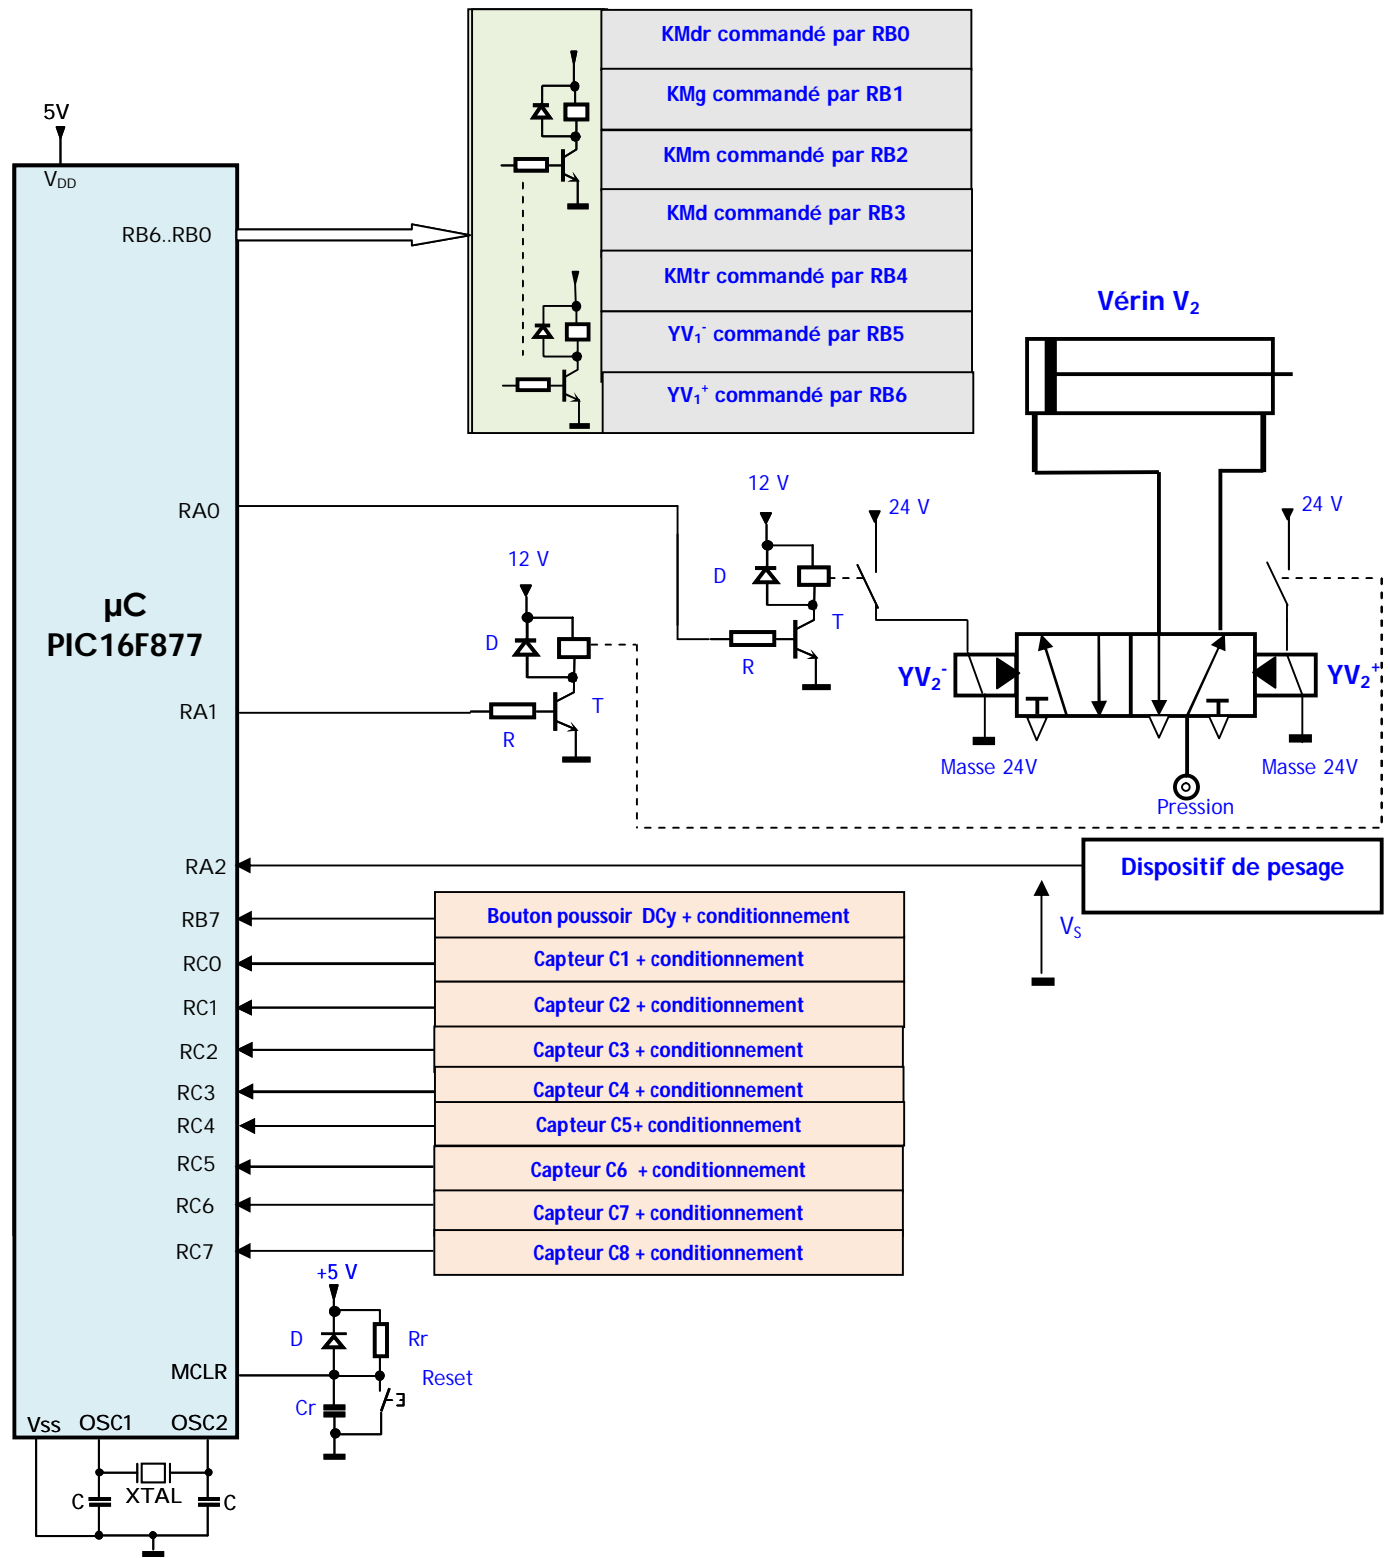 KMdr commandé par RB0
KMg commandé par RB1
KMm commandé par RB2
KMd commandé par RB3
KMtr commandé par RB4
YV₁⁻ commandé par RB5
YV₁⁺ commandé par RB6
5V
V_DD
RB6..RB0
Vérin V₂
RA0
12 V
24 V
24 V
D
T
R
12 V
D
T
R
µC
PIC16F877
YV₂⁻
YV₂⁺
RA1
Masse 24V
Masse 24V
Pression
RA2
Dispositif de pesage
V_S
RB7
Bouton poussoir DCy + conditionnement
RC0
Capteur C1 + conditionnement
RC1
Capteur C2 + conditionnement
RC2
Capteur C3 + conditionnement
RC3
Capteur C4 + conditionnement
RC4
Capteur C5+ conditionnement
RC5
Capteur C6 + conditionnement
RC6
Capteur C7 + conditionnement
RC7
Capteur C8 + conditionnement
+5 V
D
Rr
MCLR
Reset
Cr
Vss
OSC1
OSC2
C
XTAL
C